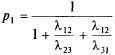 p₁ = 1 / (1 + λ₁₂/λ₂₃ + λ₁₂/λ₃₁)